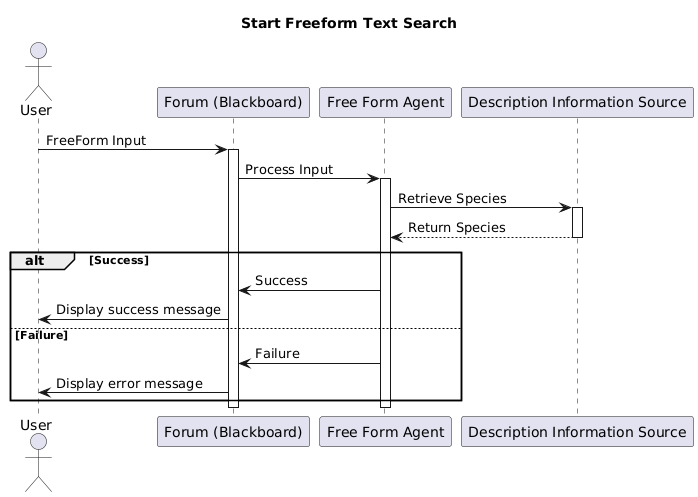 Start Freeform Text Search
User
Forum (Blackboard)
Free Form Agent
Description Information Source
FreeForm Input
Process Input
Retrieve Species
Return Species
alt
[Success]
Success
Display success message
[Failure]
Failure
Display error message
User
Forum (Blackboard)
Free Form Agent
Description Information Source